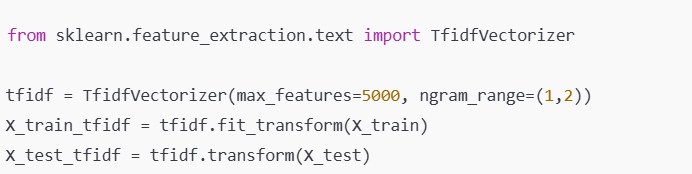 from sklearn.feature_extraction.text import TfidfVectorizer
tfidf = TfidfVectorizer(max_features=5000, ngram_range=(1,2))
X_train_tfidf = tfidf.fit_transform(X_train)
X_test_tfidf = tfidf.transform(X_test)